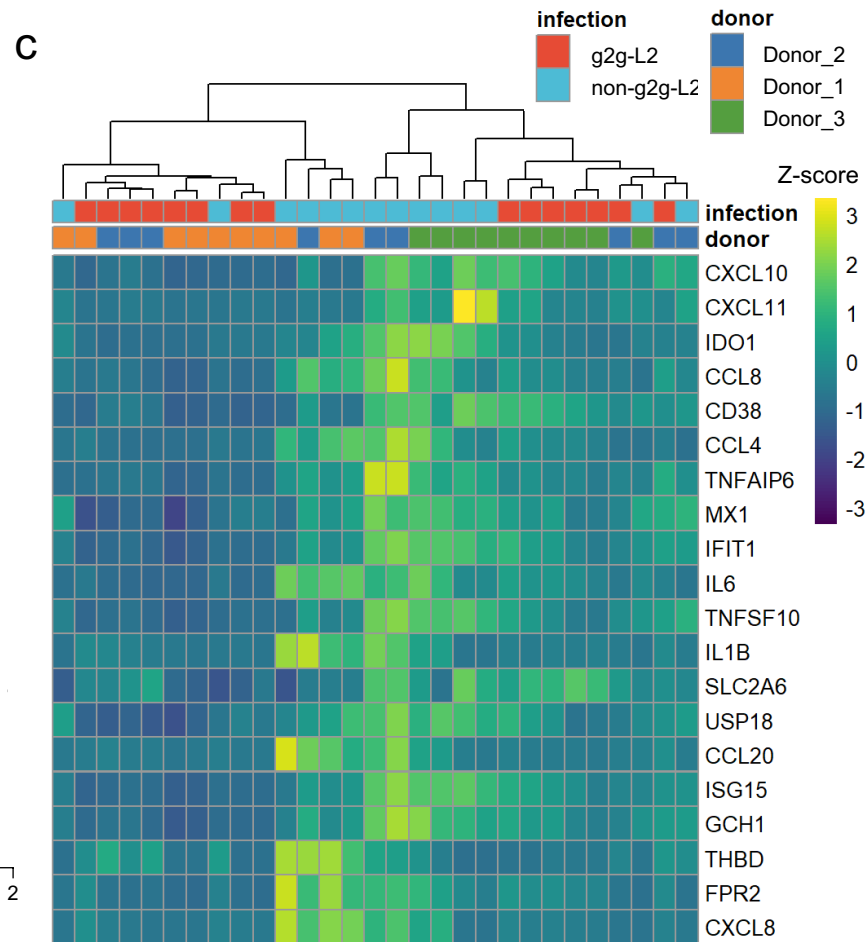 C
infection
g2g-L2
non-g2g-L2
donor
Donor_2
Donor_1
Donor_3
Z-score
3
2
1
0
-1
-2
-3
infection
donor
CXCL10
CXCL11
IDO1
CCL8
CD38
CCL4
TNFAIP6
MX1
IFIT1
IL6
TNFSF10
IL1B
SLC2A6
USP18
CCL20
ISG15
GCH1
THBD
FPR2
CXCL8
2